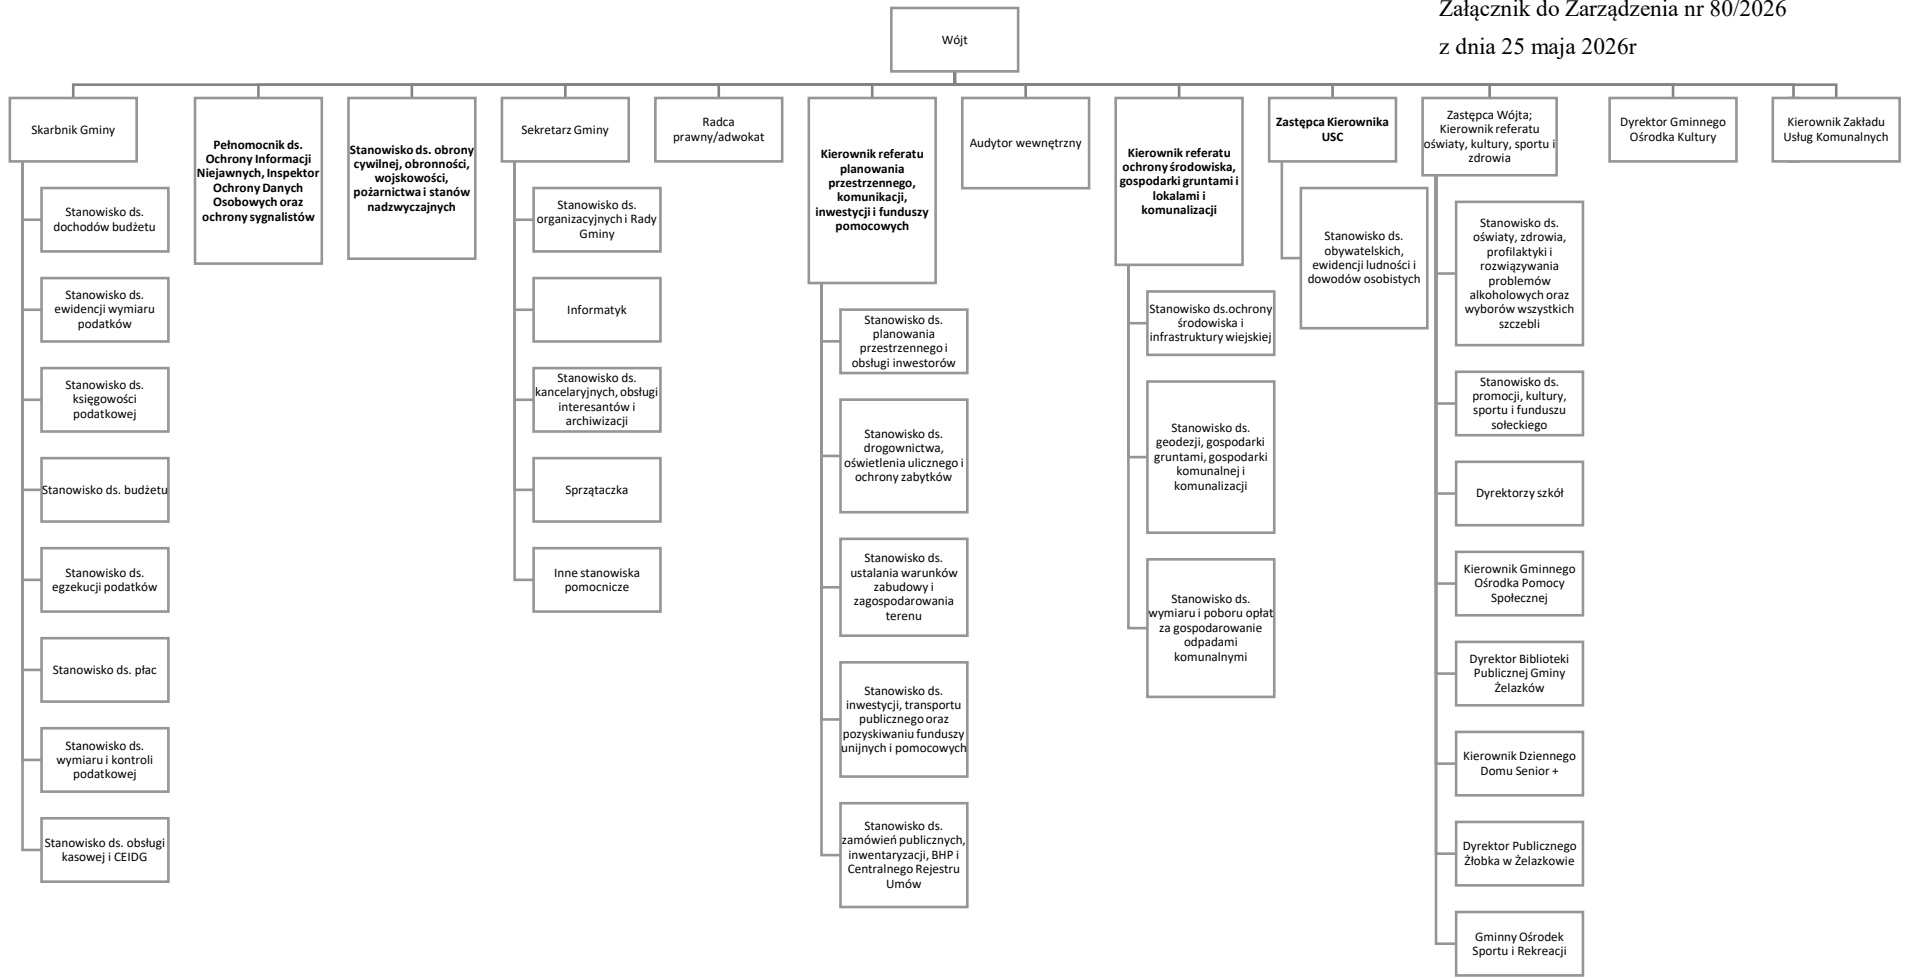 Załącznik do Zarządzenia nr 80/2026
z dnia 25 maja 2026r
Wójt
Skarbnik Gminy
Stanowisko ds.
dochodów budżetu
Stanowisko ds.
ewidencji wymiaru
podatków
Stanowisko ds.
księgowości
podatkowej
Stanowisko ds. budżetu
Stanowisko ds.
egzekucji podatków
Stanowisko ds. płac
Stanowisko ds.
wymiaru i kontroli
podatkowej
Stanowisko ds. obsługi
kasowej i CEIDG
Pełnomocnik ds.
Ochrony Informacji
Niejawnych, Inspektor
Ochrony Danych
Osobowych oraz
ochrony sygnalistów
Stanowisko ds. obrony
cywilnej, obronności,
wojskowości,
pożarnictwa i stanów
nadzwyczajnych
Sekretarz Gminy
Stanowisko ds.
organizacyjnych i Rady
Gminy
Informatyk
Stanowisko ds.
kancelaryjnych, obsługi
interesantów i
archiwizacji
Sprzątaczka
Inne stanowiska
pomocnicze
Radca
prawny/adwokat
Kierownik referatu
planowania
przestrzennego,
komunikacji,
inwestycji i funduszy
pomocowych
Stanowisko ds.
planowania
przestrzennego i
obsługi inwestorów
Stanowisko ds.
drogownictwa,
oświetlenia ulicznego i
ochrony zabytków
Stanowisko ds.
ustalania warunków
zabudowy i
zagospodarowania
terenu
Stanowisko ds.
inwestycji, transportu
publicznego oraz
pozyskiwaniu funduszy
unijnych i pomocowych
Stanowisko ds.
zamówień publicznych,
inwentaryzacji, BHP i
Centralnego Rejestru
Umów
Audytor wewnętrzny
Kierownik referatu
ochrony środowiska,
gospodarki gruntami i
lokalami i
komunalizacji
Stanowisko ds.ochrony
środowiska i
infrastruktury wiejskiej
Stanowisko ds.
geodezji, gospodarki
gruntami, gospodarki
komunalnej i
komunalizacji
Stanowisko ds.
wymiaru i poboru opłat
za gospodarowanie
odpadami
komunalnymi
Zastępca Kierownika
USC
Stanowisko ds.
obywatelskich,
ewidencji ludności i
dowodów osobistych
Zastępca Wójta;
Kierownik referatu
oświaty, kultury, sportu i
zdrowia
Stanowisko ds.
oświaty, zdrowia,
profilaktyki i
rozwiązywania
problemów
alkoholowych oraz
wyborów wszystkich
szczebli
Stanowisko ds.
promocji, kultury,
sportu i funduszu
sołeckiego
Dyrektorzy szkół
Kierownik Gminnego
Ośrodka Pomocy
Społecznej
Dyrektor Biblioteki
Publicznej Gminy
Żelazków
Kierownik Dziennego
Domu Senior +
Dyrektor Publicznego
Żłobka w Żelazkowie
Gminny Ośrodek
Sportu i Rekreacji
Dyrektor Gminnego
Ośrodka Kultury
Kierownik Zakładu
Usług Komunalnych